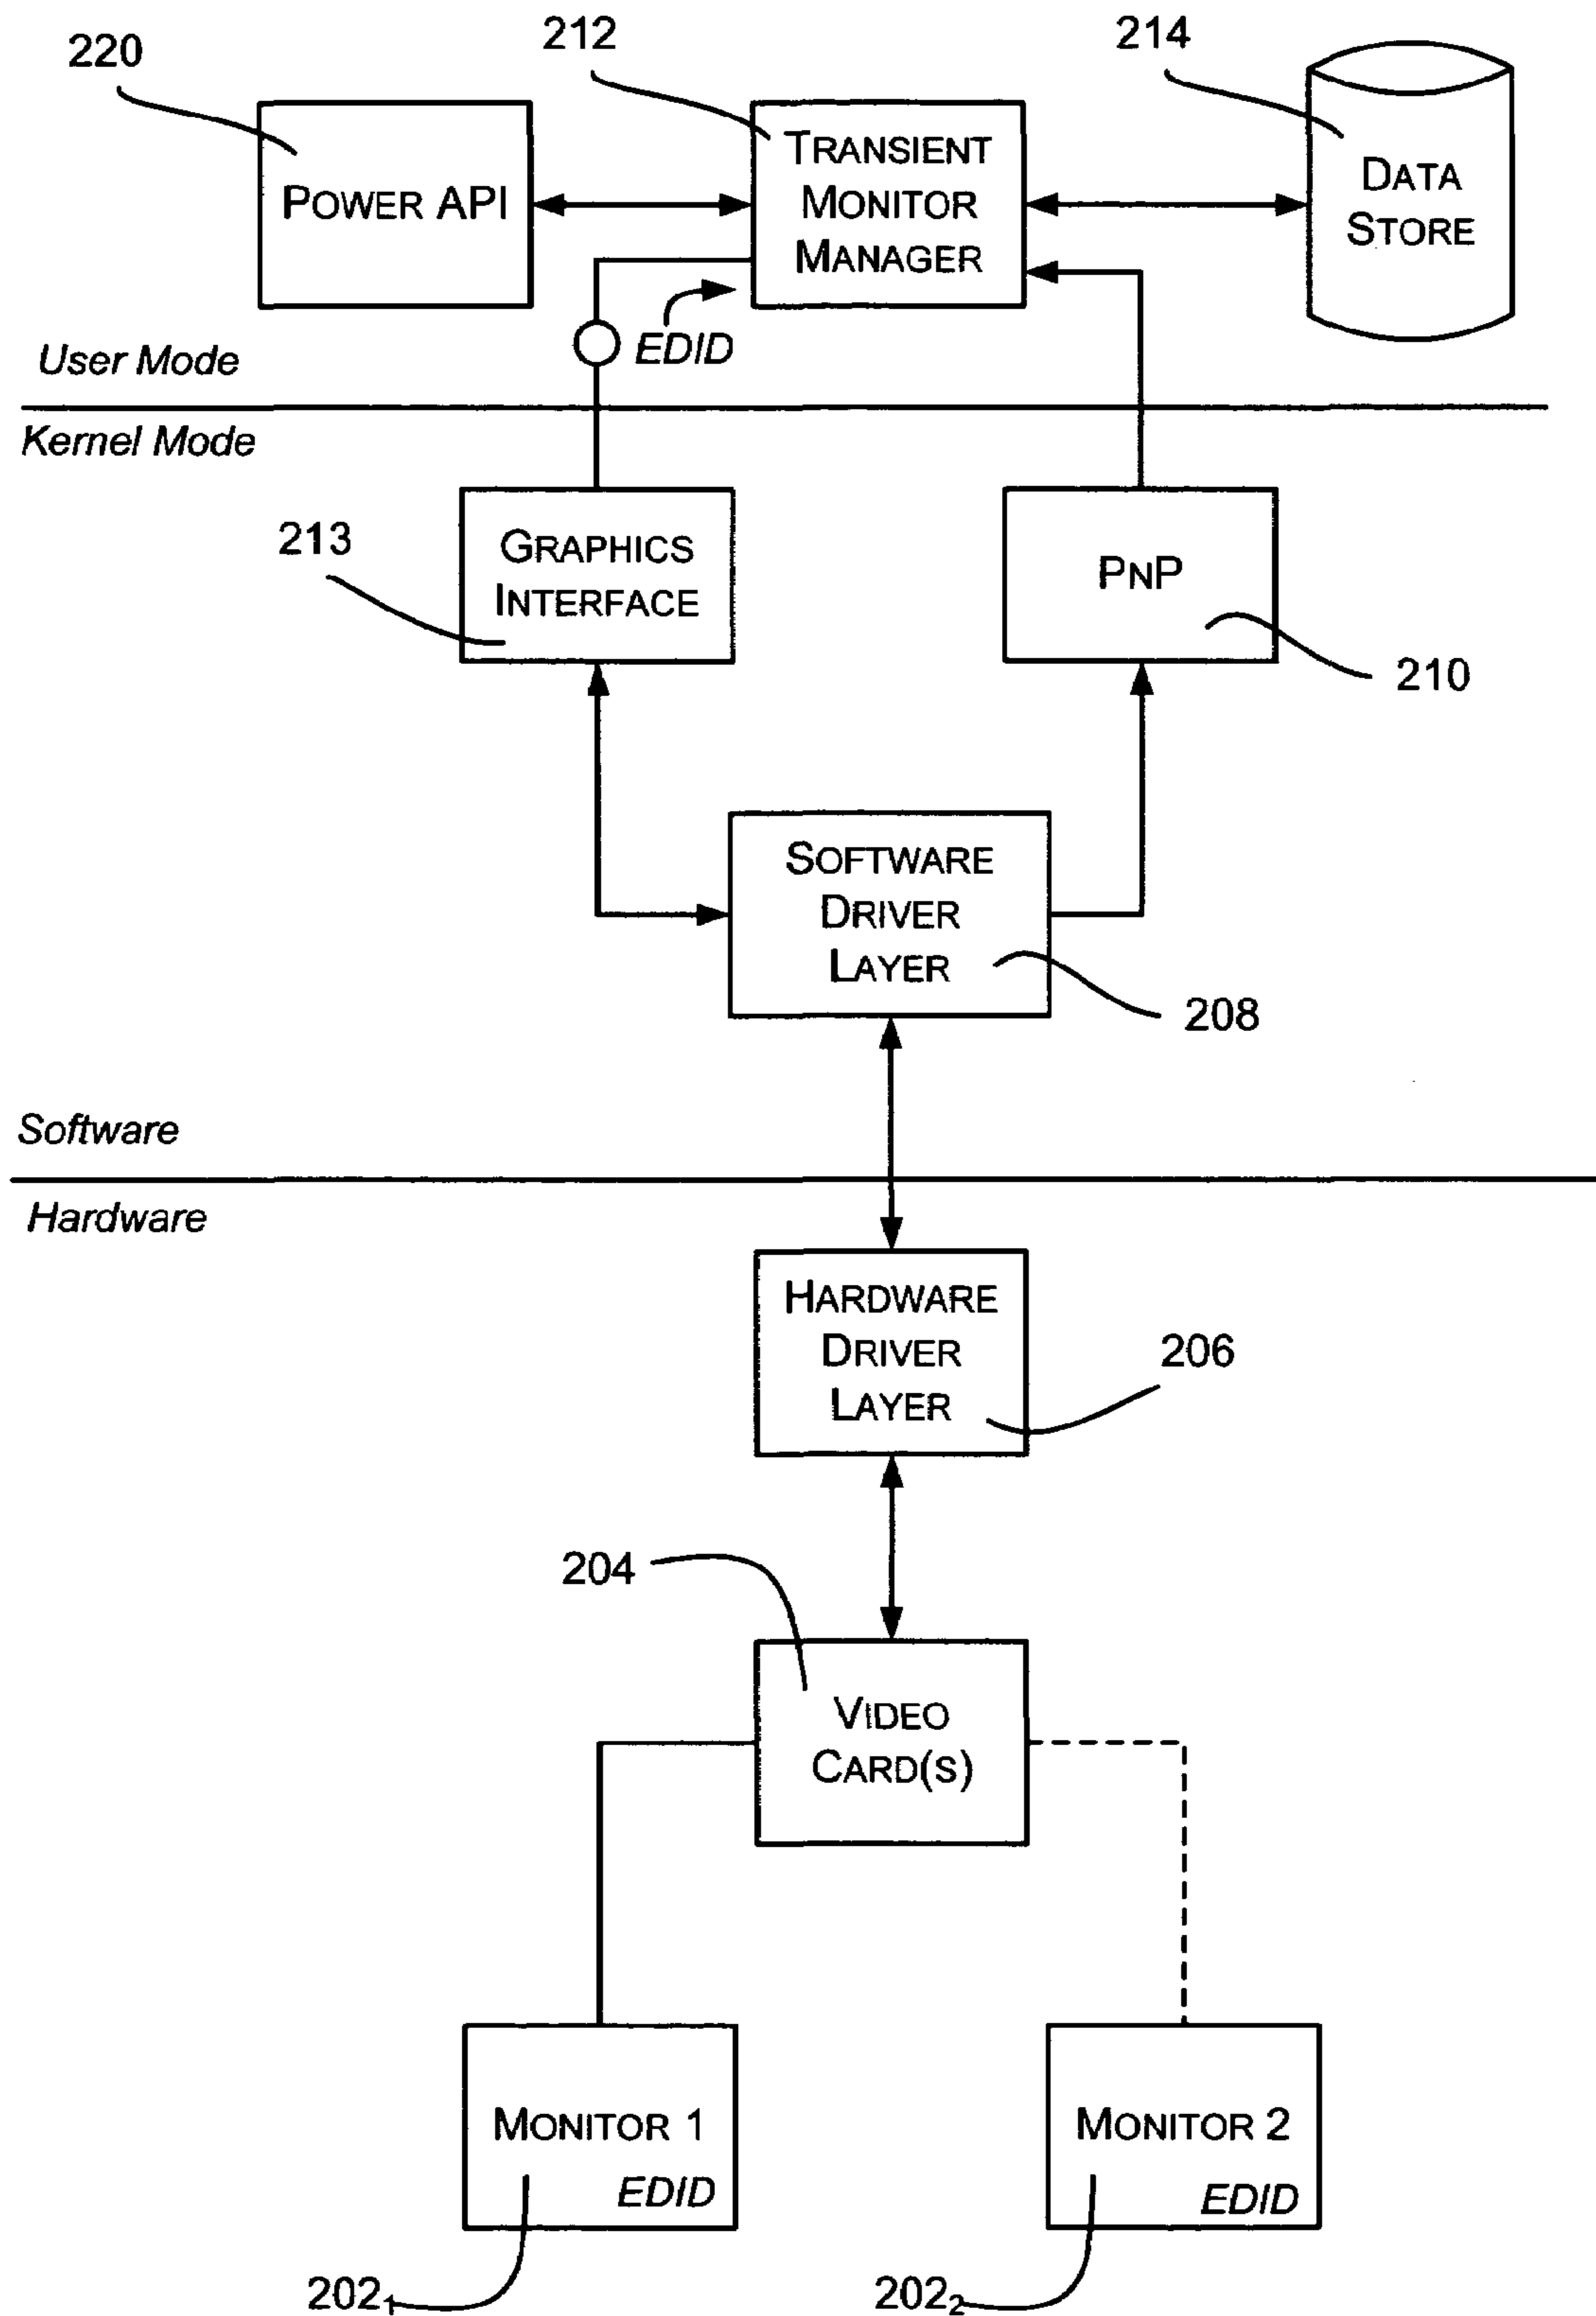 220
212
214
TRANSIENT
MONITOR
MANAGER
POWER API
DATA
STORE
EDID
User Mode
Kernel Mode
213
GRAPHICS
INTERFACE
PNP
210
SOFTWARE
DRIVER
LAYER
208
Software
Hardware
HARDWARE
DRIVER
LAYER
206
204
VIDEO
CARD(S)
MONITOR 1
EDID
MONITOR 2
EDID
202₁
202₂